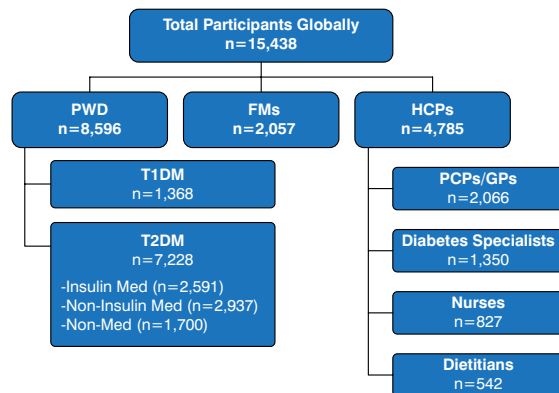 Total Participants Globally
n=15,438
PWD
n=8,596
FMs
n=2,057
HCPs
n=4,785
T1DM
n=1,368
T2DM
n=7,228
-Insulin Med (n=2,591)
-Non-Insulin Med (n=2,937)
-Non-Med (n=1,700)
PCPs/GPs
n=2,066
Diabetes Specialists
n=1,350
Nurses
n=827
Dietitians
n=542